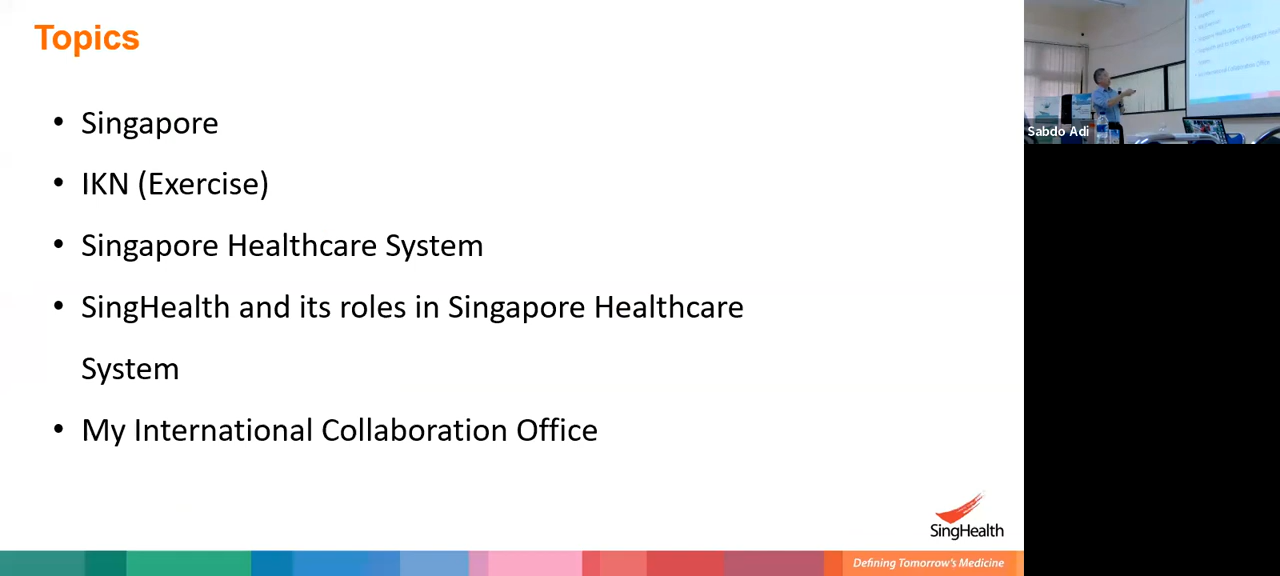 Topics
• Singapore
• IKN (Exercise)
• Singapore Healthcare System
• SingHealth and its roles in Singapore Healthcare
System
• My International Collaboration Office
SingHealth
Defining Tomorrow's Medicine
Sabdo Adi